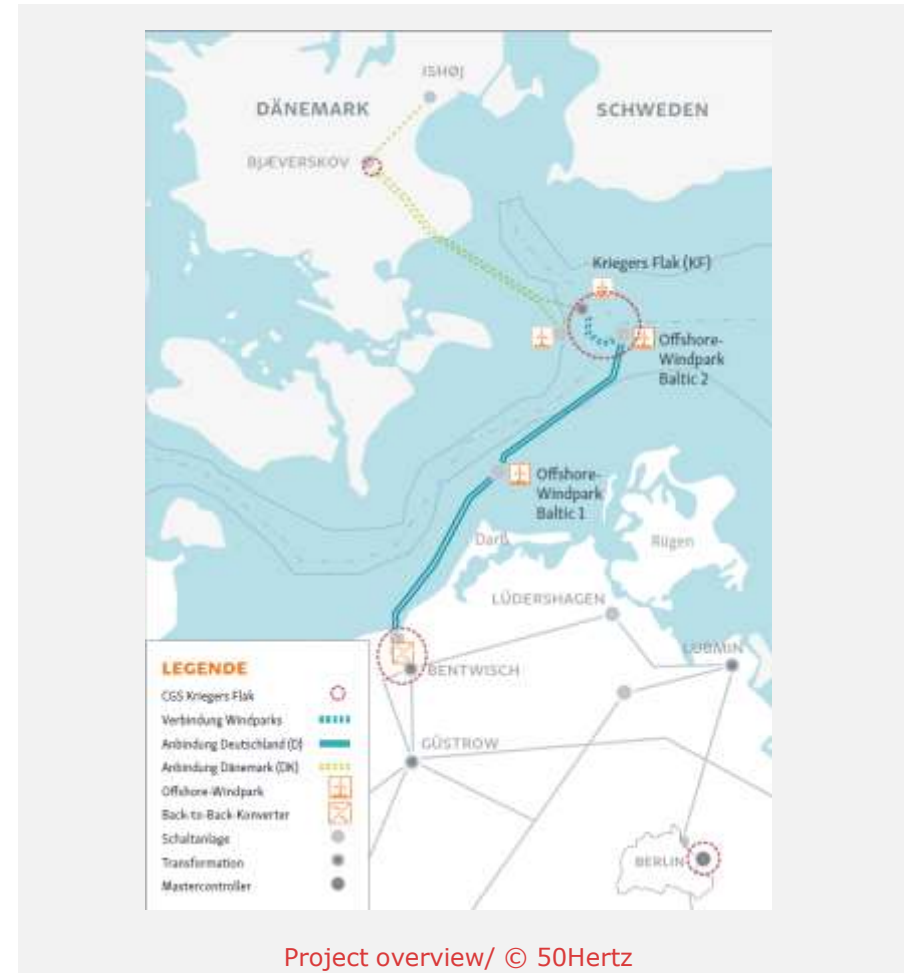 ISHØJ
DÄNEMARK
SCHWEDEN
BJÆVERSKOV
Kriegers Flak (KF)
Offshore-
Windpark
Baltic 2
Offshore-
Windpark
Baltic 1
Darß
Rügen
LÜDERSHAGEN
LUBMIN
BENTWISCH
GÜSTROW
BERLIN
LEGENDE
CGS Kriegers Flak
Verbindung Windparks
Anbindung Deutschland (D)
Anbindung Dänemark (DK)
Offshore-Windpark
Back-to-Back-Konverter
Schaltanlage
Transformation
Mastercontroller
Project overview/ © 50Hertz